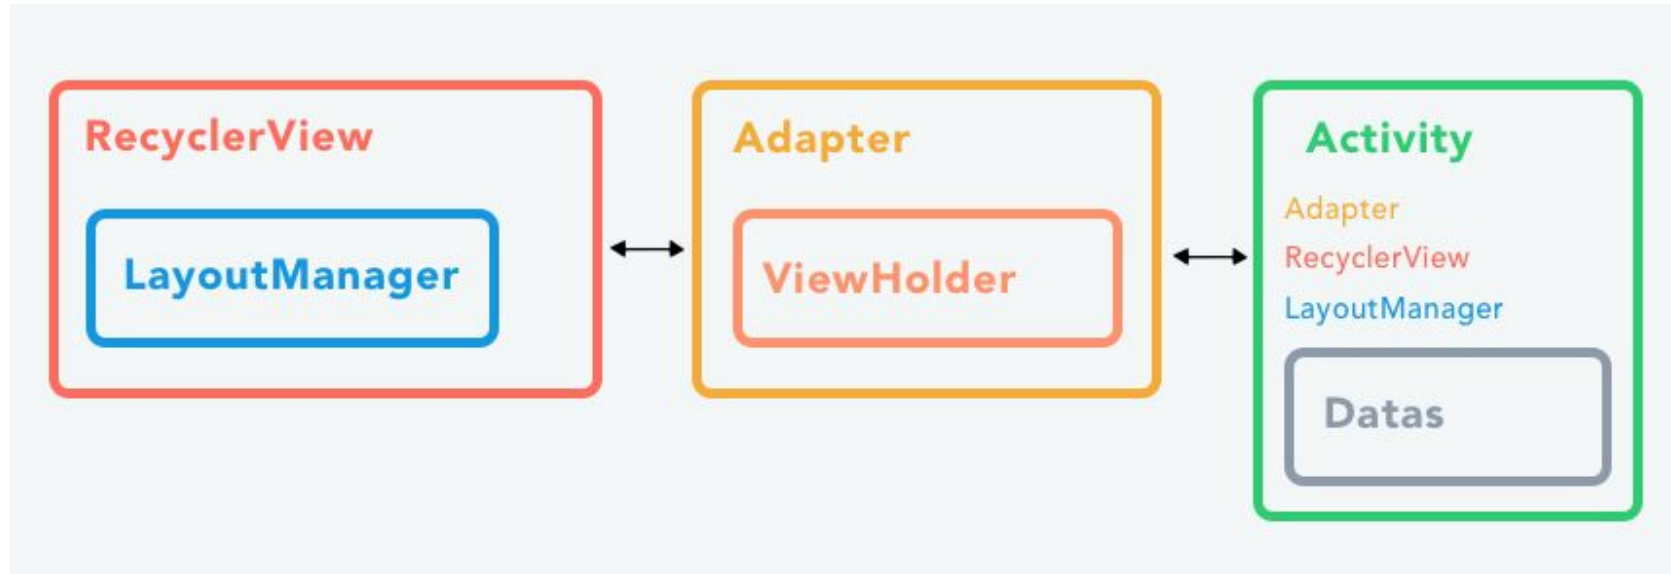 RecyclerView
LayoutManager
Adapter
ViewHolder
Activity
Adapter
RecyclerView
LayoutManager
Datas